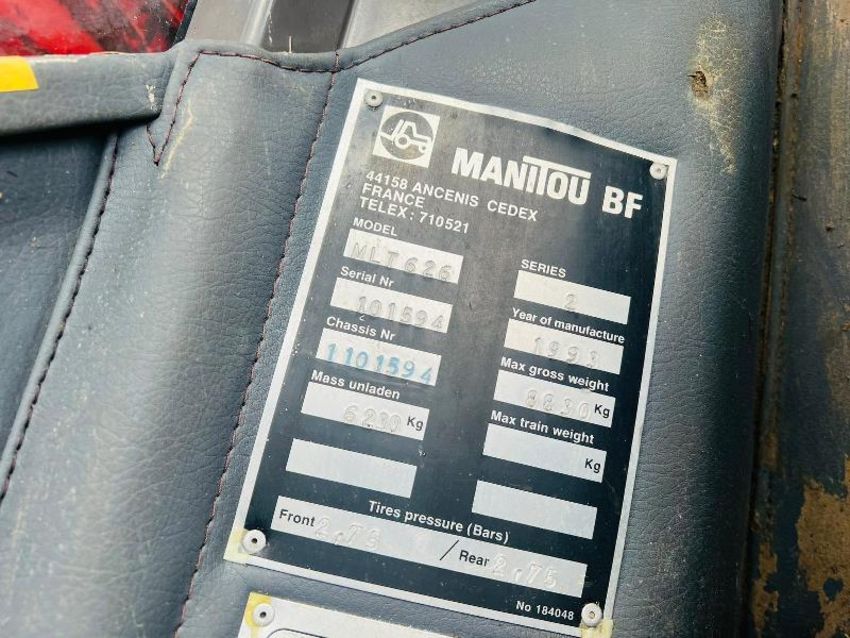 MANITOU BF
44158 ANCENIS CEDEX
FRANCE
TELEX: 710521
MODEL
MLT626
SERIES
2
Serial Nr
101594
Year of manufacture
1993
Chassis Nr
1101594
Max gross weight
8830 Kg
Mass unladen
6230 Kg
Max train weight
Kg
Tires pressure (Bars)
Front 2,75 / Rear 2,75
No 184048